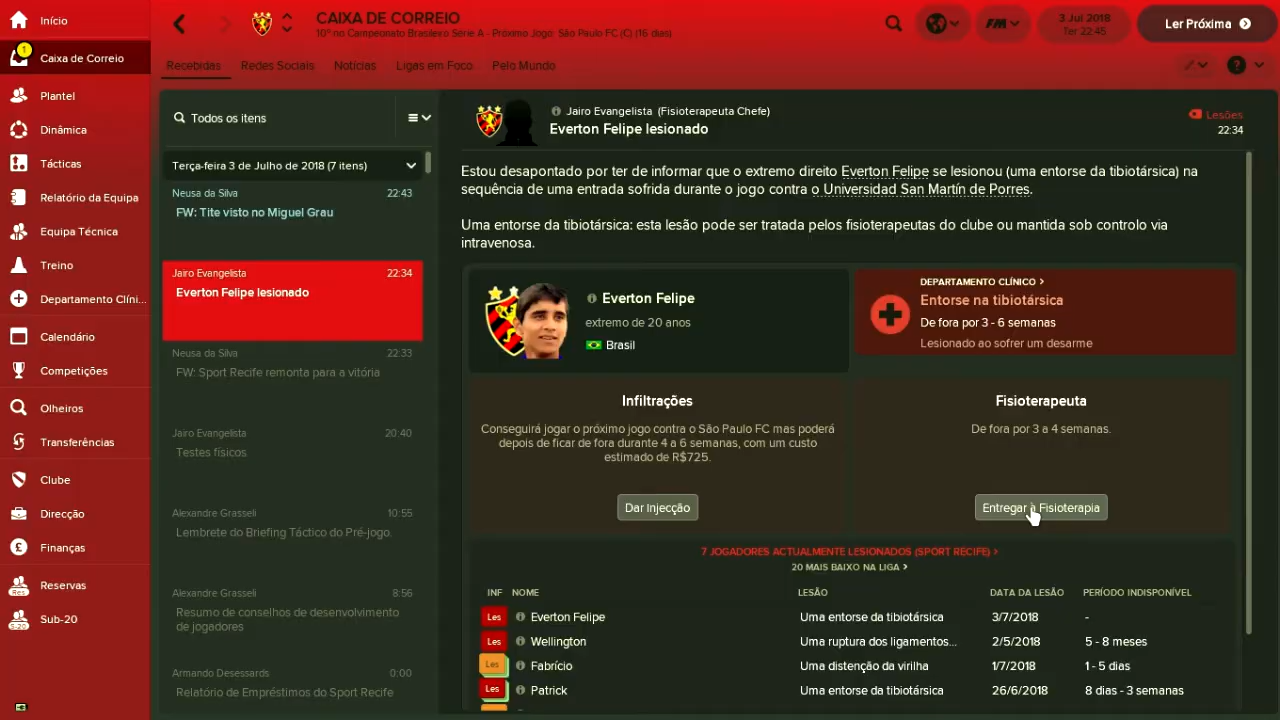 Início
1
Caixa de Correio
Plantel
Dinâmica
Tácticas
Relatório da Equipa
Equipa Técnica
Treino
Departamento Clíni...
Calendário
Competições
Olheiros
Transferências
Clube
Direcção
Finanças
Reservas
Sub-20
CAIXA DE CORREIO
10º no Campeonato Brasileiro Série A - Próximo Jogo: São Paulo FC (C) (16 dias)
FM
3 Jul 2018
Ter 22:45
Ler Próxima
Recebidas
Redes Sociais
Notícias
Ligas em Foco
Pelo Mundo
?
Todos os itens
Terça-feira 3 de Julho de 2018 (7 itens)
Neusa da Silva 22:43
FW: Tite visto no Miguel Grau
Jairo Evangelista 22:34
Everton Felipe lesionado
Neusa da Silva 22:33
FW: Sport Recife remonta para a vitória
Jairo Evangelista 20:40
Testes físicos
Alexandre Grasseli 10:55
Lembrete do Briefing Táctico do Pré-jogo.
Alexandre Grasseli 8:56
Resumo de conselhos de desenvolvimento
de jogadores
Armando Desessards 0:00
Relatório de Empréstimos do Sport Recife
Jairo Evangelista (Fisioterapeuta Chefe)
Everton Felipe lesionado
Lesões
22:34
Estou desapontado por ter de informar que o extremo direito Everton Felipe se lesionou (uma entorse da tibiotársica) na
sequência de uma entrada sofrida durante o jogo contra o Universidad San Martín de Porres.
Uma entorse da tibiotársica: esta lesão pode ser tratada pelos fisioterapeutas do clube ou mantida sob controlo via
intravenosa.
Everton Felipe
extremo de 20 anos
Brasil
DEPARTAMENTO CLÍNICO >
Entorse na tibiotársica
De fora por 3 - 6 semanas
Lesionado ao sofrer um desarme
Infiltrações
Conseguirá jogar o próximo jogo contra o São Paulo FC mas poderá
depois de ficar de fora durante 4 a 6 semanas, com um custo
estimado de R$725.
Dar Injecção
Fisioterapeuta
De fora por 3 a 4 semanas.
Entregar à Fisioterapia
7 JOGADORES ACTUALMENTE LESIONADOS (SPORT RECIFE) >
20 MAIS BAIXO NA LIGA >
INF NOME LESÃO DATA DA LESÃO PERÍODO INDISPONÍVEL
Les Everton Felipe Uma entorse da tibiotársica 3/7/2018 -
Les Wellington Uma ruptura dos ligamentos... 2/5/2018 5 - 8 meses
Les Fabrício Uma distenção da virilha 1/7/2018 1 - 5 dias
Les Patrick Uma entorse da tibiotársica 26/6/2018 8 dias - 3 semanas